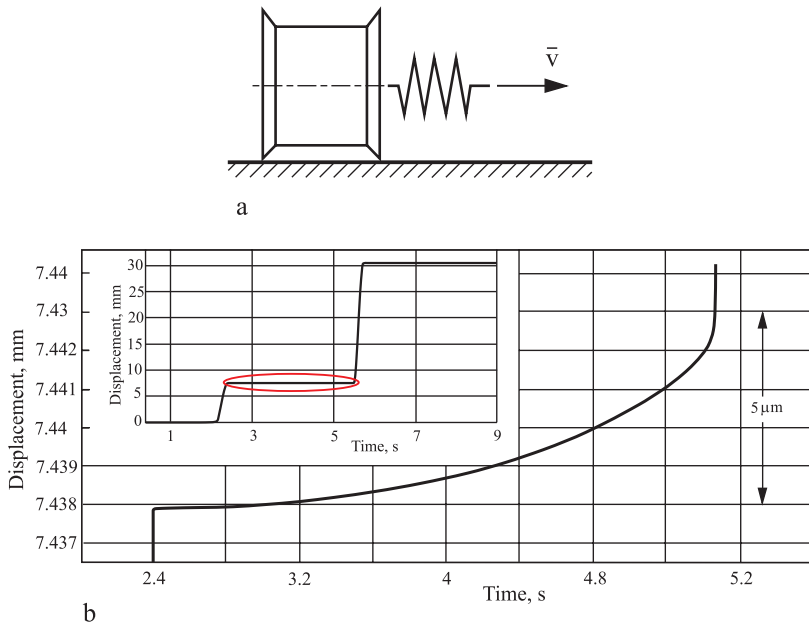 v̄
a
7.44
7.43
7.442
7.441
7.44
7.439
7.438
7.437
Displacement, mm
30
25
20
15
10
5
0
Displacement, mm
1 3 5 7 9
Time, s
5 μm
2.4 3.2 4 4.8 5.2
Time, s
b